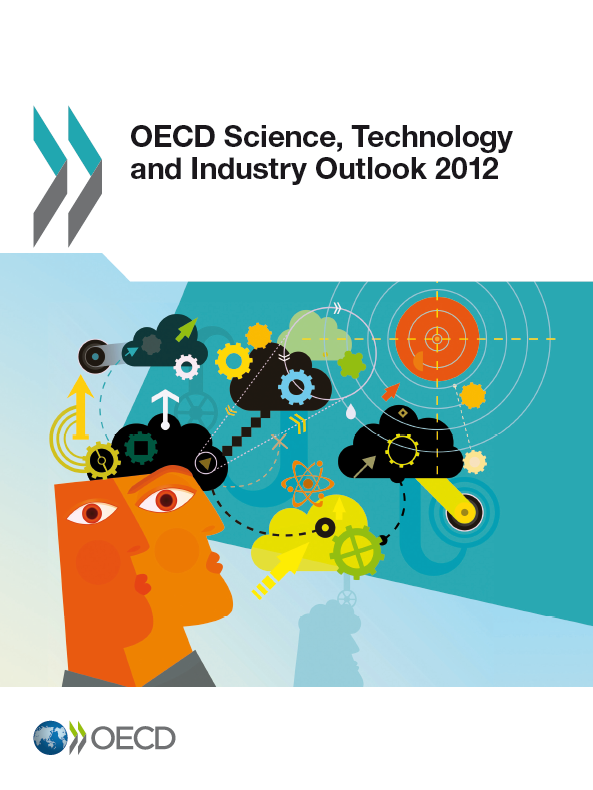 OECD Science, Technology
and Industry Outlook 2012
OECD